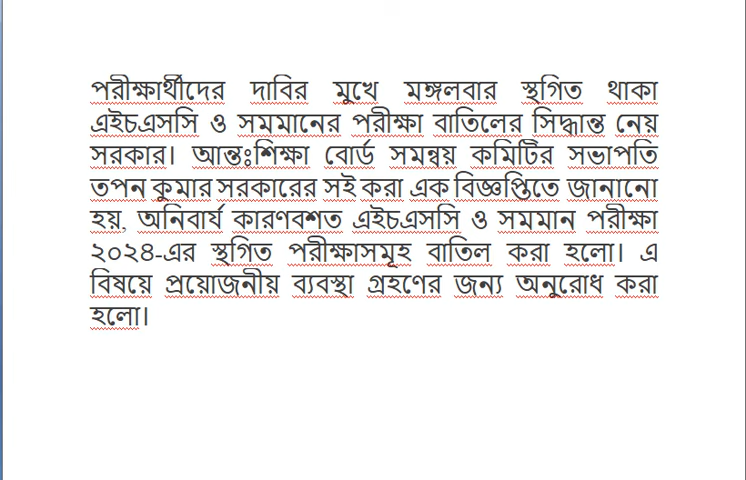 পরীক্ষার্থীদের দাবির মুখে মঙ্গলবার স্থগিত থাকা
এইচএসসি ও সমমানের পরীক্ষা বাতিলের সিদ্ধান্ত নেয়
সরকার। আন্তঃশিক্ষা বোর্ড সমন্বয় কমিটির সভাপতি
তপন কুমার সরকারের সই করা এক বিজ্ঞপ্তিতে জানানো
হয়, অনিবার্য কারণবশত এইচএসসি ও সমমান পরীক্ষা
২০২৪-এর স্থগিত পরীক্ষাসমূহ বাতিল করা হলো। এ
বিষয়ে প্রয়োজনীয় ব্যবস্থা গ্রহণের জন্য অনুরোধ করা
হলো।